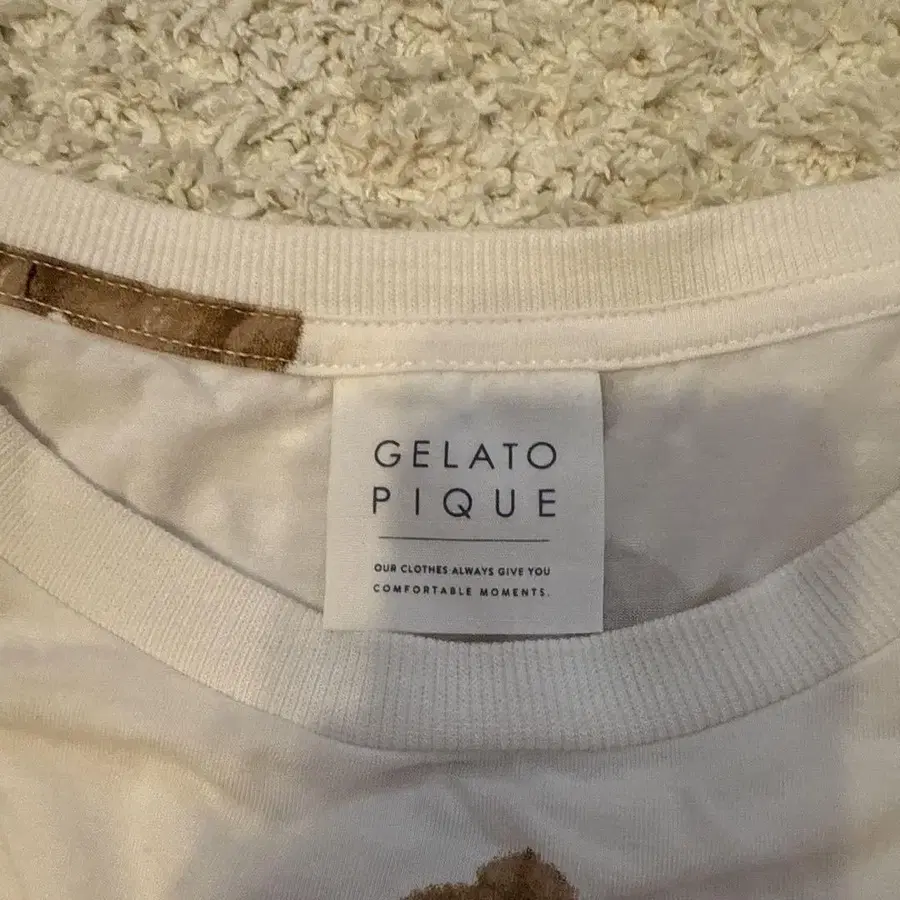 GELATO
PIQUE
OUR CLOTHES ALWAYS GIVE YOU
COMFORTABLE MOMENTS.